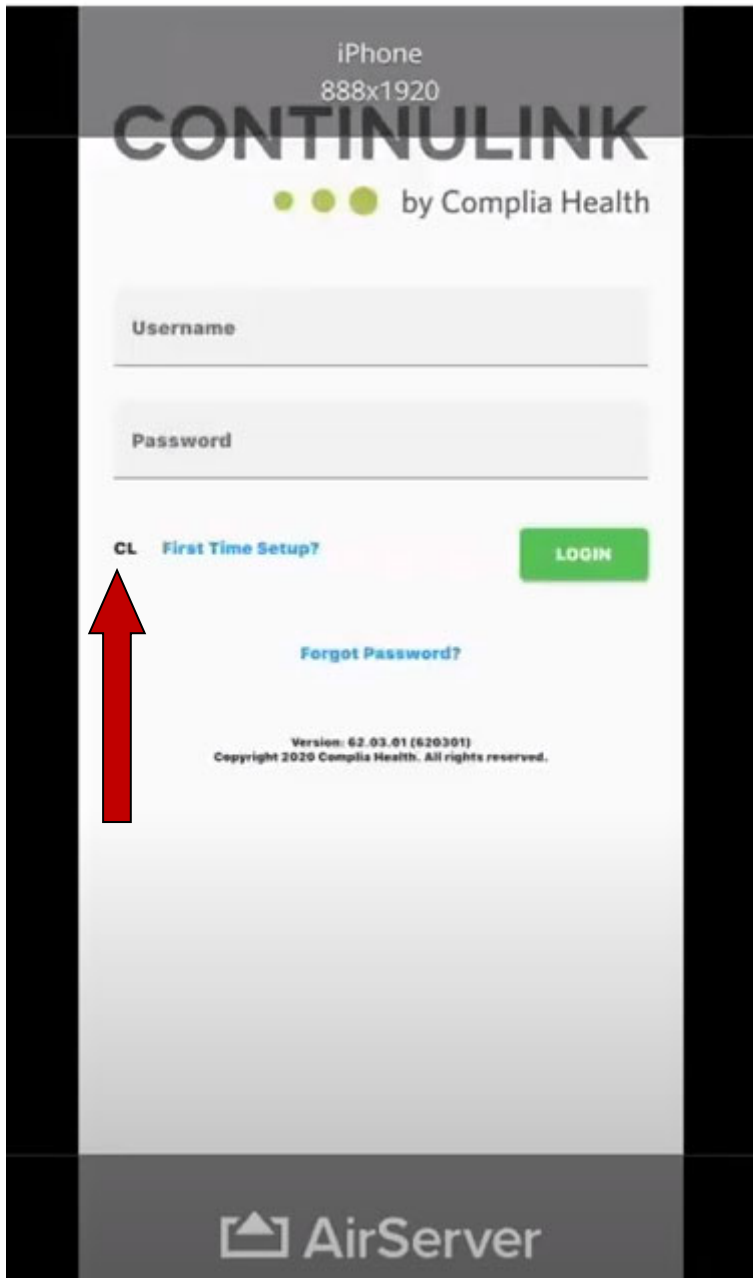 iPhone
888x1920
CONTINULINK
by Complia Health
Username
Password
CL First Time Setup? LOGIN
Forgot Password?
Version: 62.03.01 (620301)
Copyright 2020 Complia Health. All rights reserved.
AirServer